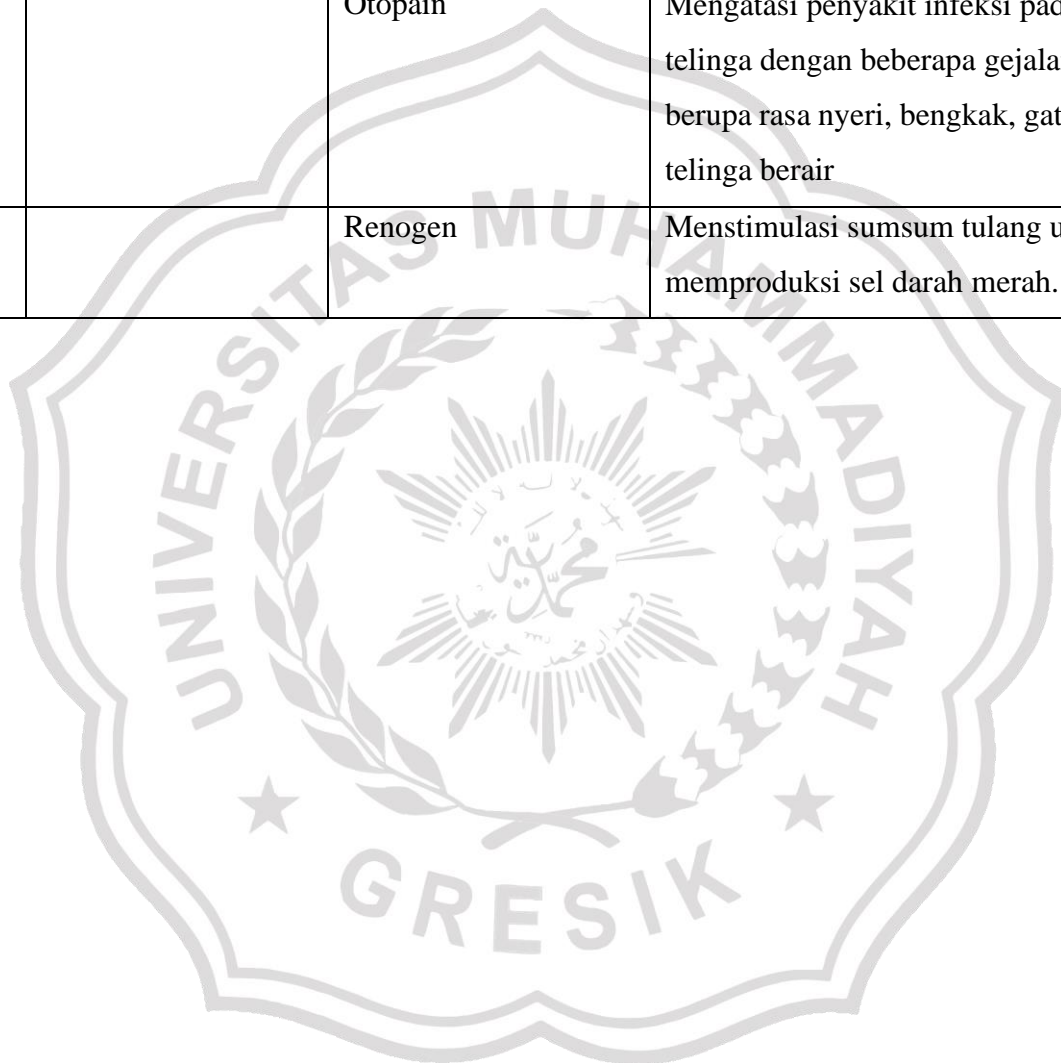 Otopain
Mengatasi penyakit infeksi pad
telinga dengan beberapa gejala
berupa rasa nyeri, bengkak, gat
telinga berair
Renogen
Menstimulasi sumsum tulang u
memproduksi sel darah merah.
UNIVERSITAS MUHAMMADIYAH
GRESIK